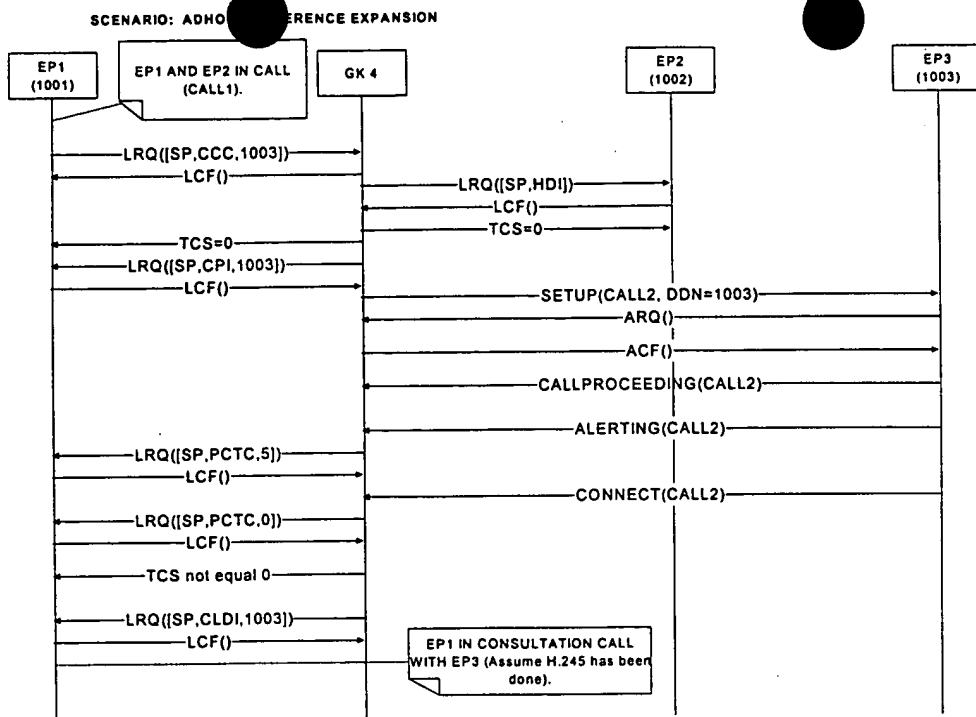 SCENARIO: ADHO ERENCE EXPANSION
EP1
(1001)
EP1 AND EP2 IN CALL
(CALL1).
GK 4
EP2
(1002)
EP3
(1003)
LRQ([SP,CCC,1003])
LCF()
LRQ([SP,HDI])
LCF()
TCS=0
TCS=0
LRQ([SP,CPI,1003])
LCF()
SETUP(CALL2, DDN=1003)
ARQ()
ACF()
CALLPROCEEDING(CALL2)
ALERTING(CALL2)
LRQ([SP,PCTC,5])
LCF()
CONNECT(CALL2)
LRQ([SP,PCTC,0])
LCF()
TCS not equal 0
LRQ([SP,CLDI,1003])
LCF()
EP1 IN CONSULTATION CALL
WITH EP3 (Assume H.245 has been
done).